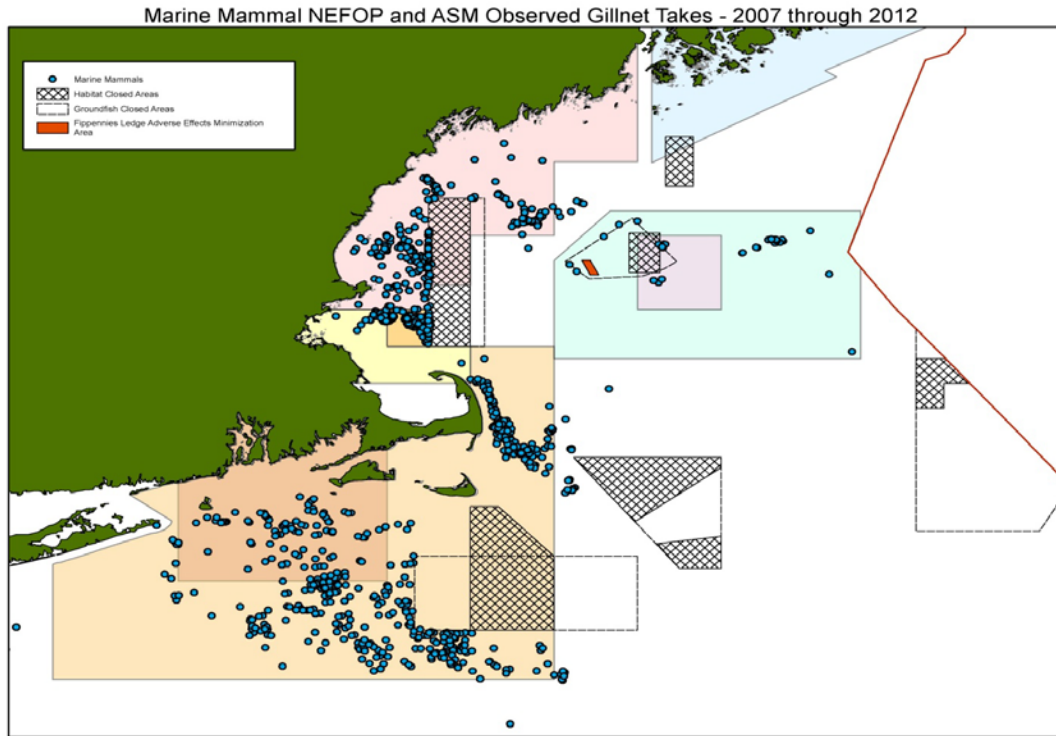 Marine Mammal NEFOP and ASM Observed Gillnet Takes - 2007 through 2012
Marine Mammals
Habitat Closed Areas
Groundfish Closed Areas
Fippennies Ledge Adverse Effects Minimization
Area